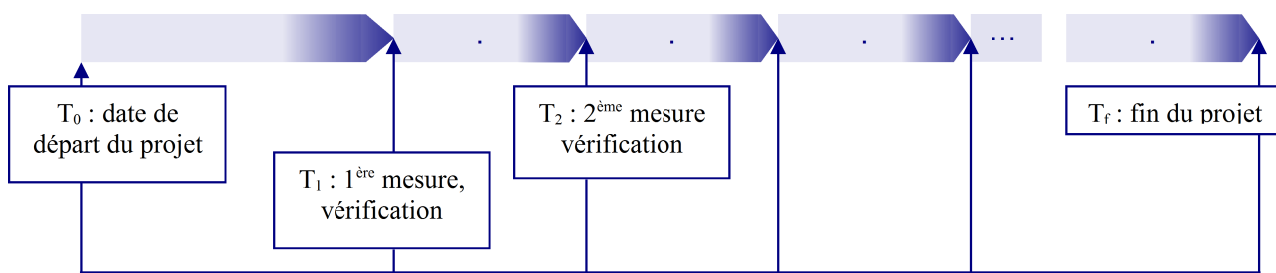 . . . ... .
T₀ : date de
départ du projet
T₁ : 1ère mesure,
vérification
T₂ : 2ème mesure
vérification
Tf : fin du projet